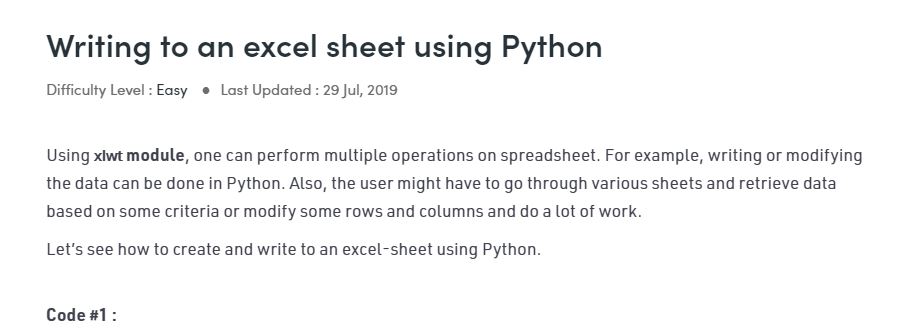 Writing to an excel sheet using Python
Difficulty Level : Easy ● Last Updated : 29 Jul, 2019
Using xlwt module, one can perform multiple operations on spreadsheet. For example, writing or modifying
the data can be done in Python. Also, the user might have to go through various sheets and retrieve data
based on some criteria or modify some rows and columns and do a lot of work.
Let’s see how to create and write to an excel-sheet using Python.
Code #1 :